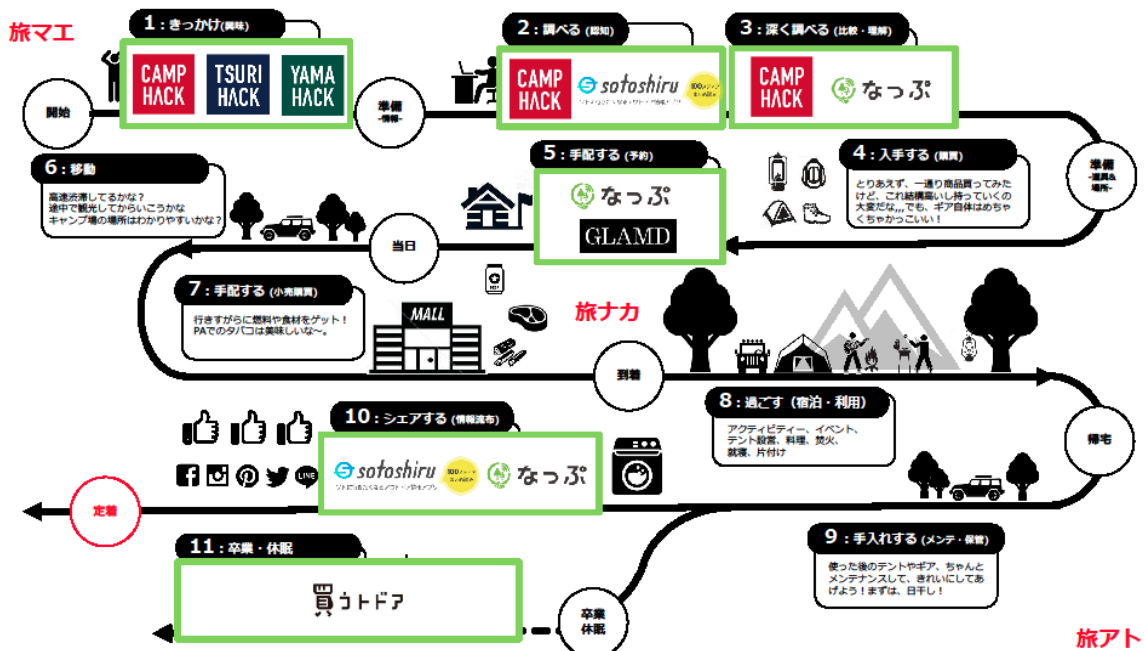 旅マエ
1：きっかけ(興味)
CAMP HACK
TSURI HACK
YAMA HACK
2：調べる (認知)
CAMP HACK
sotoshiru
3：深く調べる (比較・理解)
CAMP HACK
なっぷ
開始
準備
-情報-
準備
-道具&
場所-
6：移動
高速渋滞してるかな？
途中で観光してからいこうかな
キャンプ場の場所はわかりやすいかな？
5：手配する (予約)
なっぷ
GLAMD
4：入手する (購買)
とりあえず、一通り商品買ってみた
けど、これ結構高いし持っていくの
大変だな,,,でも、ギア自体はめちゃ
くちゃかっこいい！
当日
7：手配する (小売購買)
行きすがらに燃料や食材をゲット！
PAでのタバコは美味しいな〜。
MALL
旅ナカ
到着
8：過ごす（宿泊・利用）
アクティビティー、イベント、
テント設営、料理、焚火、
就寝、片付け
帰宅
10：シェアする (情報流布)
sotoshiru
なっぷ
LINE
定着
9：手入れする (メンテ・保管)
使った後のテントやギア、ちゃんと
メンテナンスして、きれいにしてあ
げよう！まずは、日干し！
11：卒業・休眠
買うトドア
卒業
休眠
旅アト